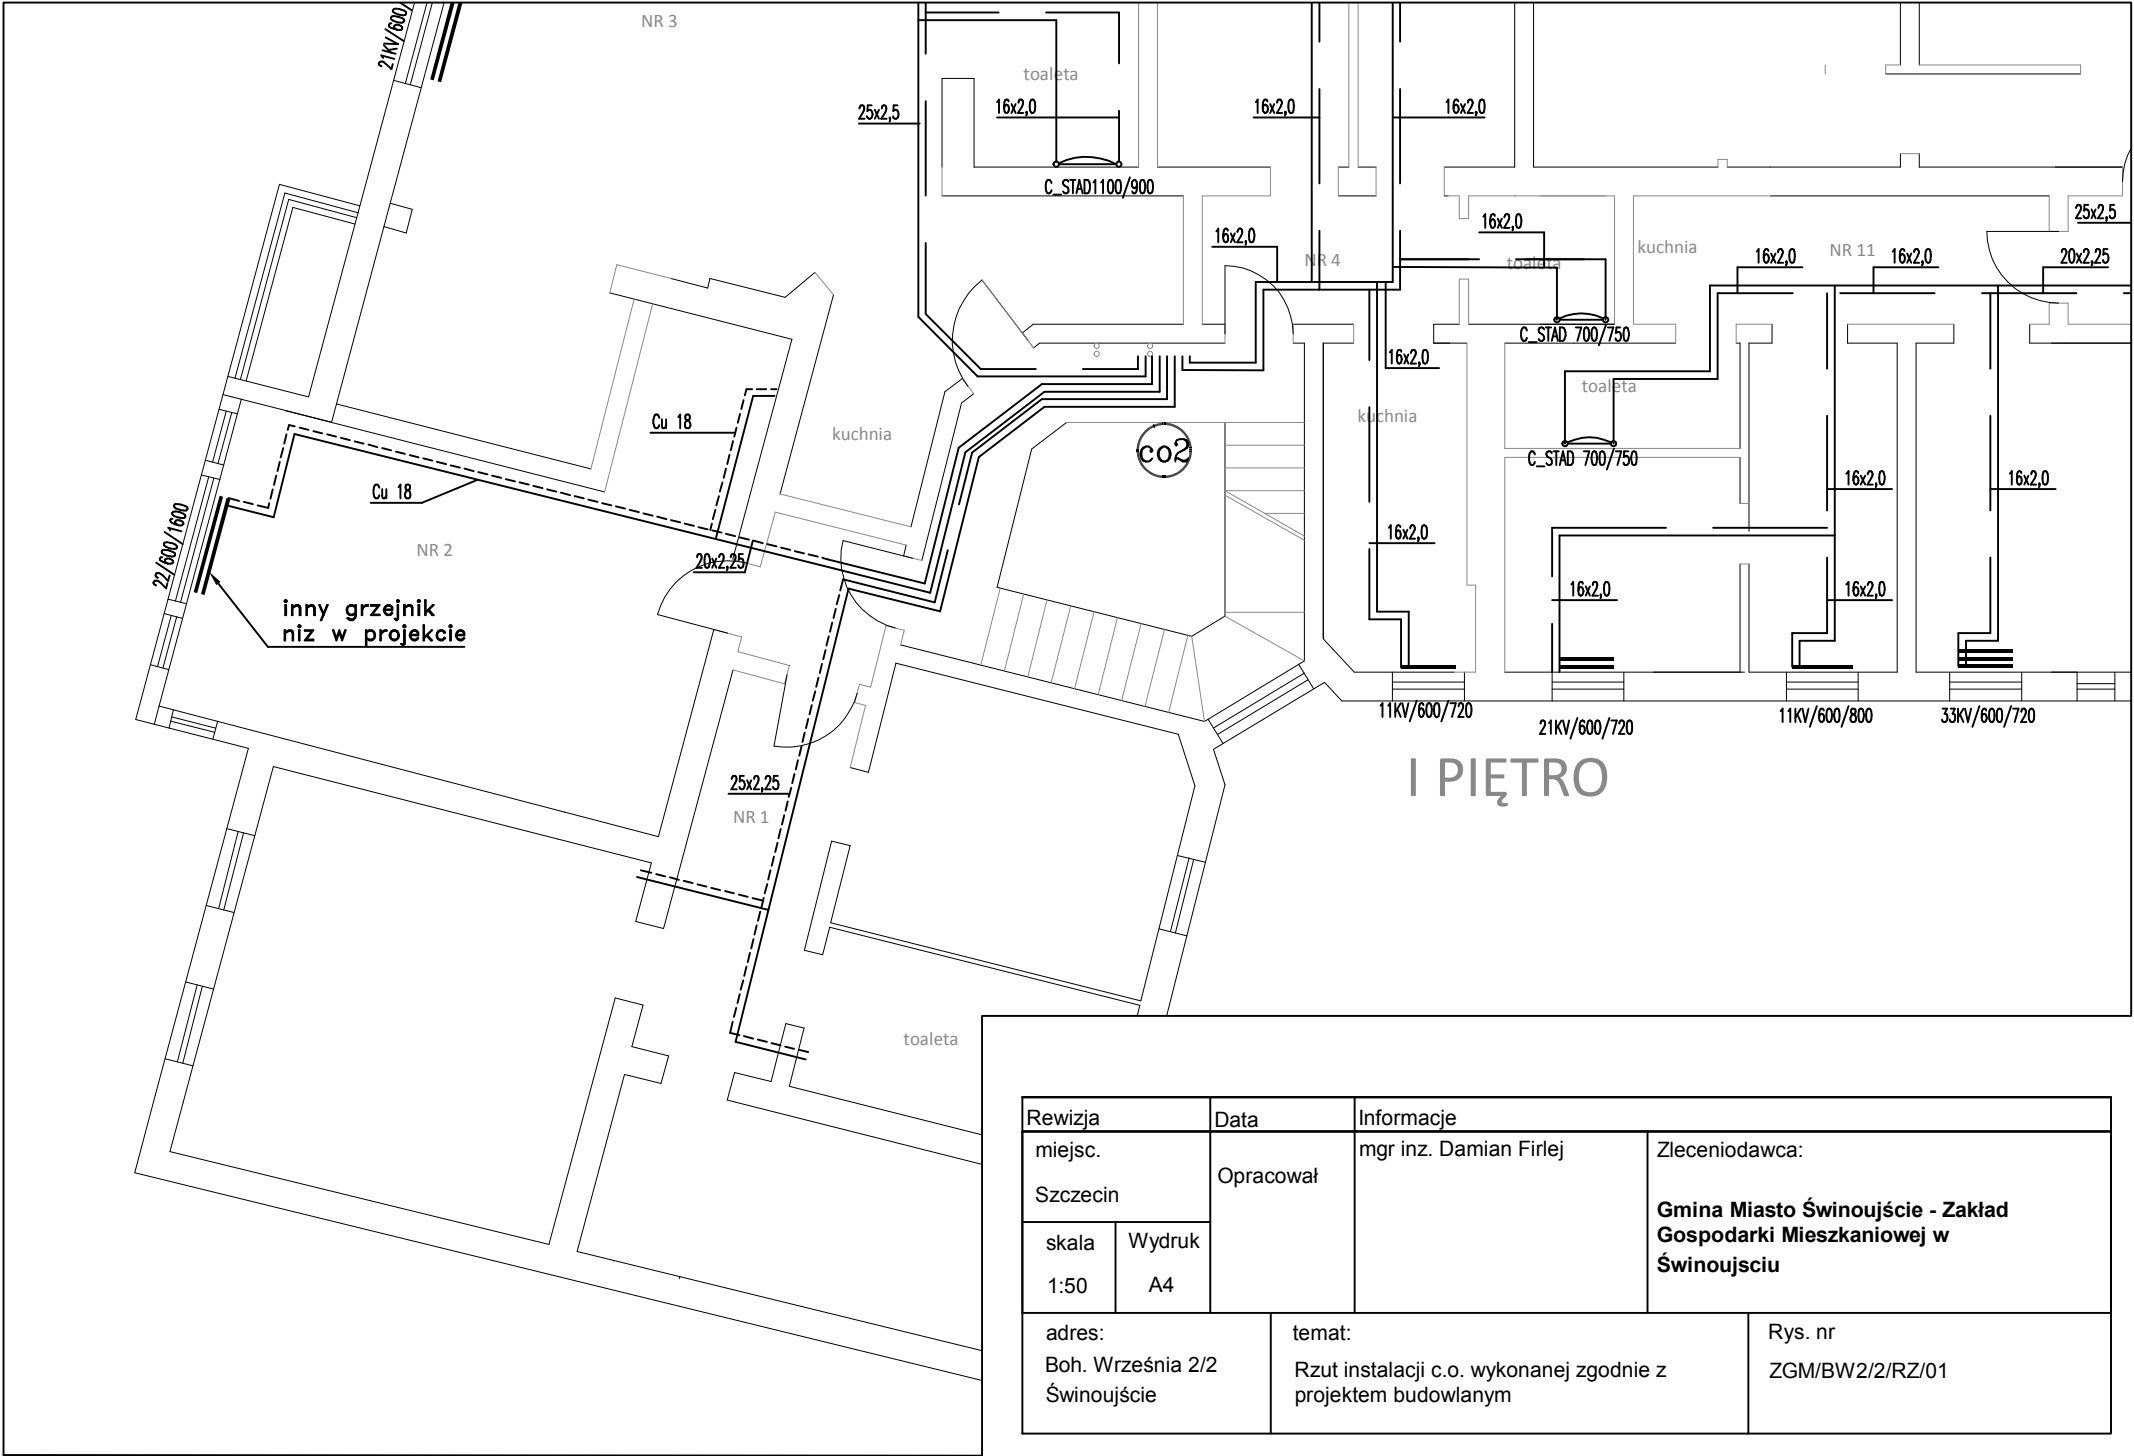 21KV/600/
NR 3
toaleta
25x2,5
16x2,0
16x2,0
16x2,0
C_STAD1100/900
16x2,0
NR 4
16x2,0
toaleta
kuchnia
16x2,0
NR 11
16x2,0
25x2,5
20x2,25
C_STAD 700/750
16x2,0
toaleta
kuchnia
C_STAD 700/750
Cu 18
kuchnia
co2
Cu 18
22/600/1600
NR 2
20x2,25
16x2,0
16x2,0
16x2,0
16x2,0
16x2,0
inny grzejnik
niz w projekcie
11KV/600/720
21KV/600/720
11KV/600/800
33KV/600/720
I PIĘTRO
25x2,25
NR 1
toaleta
Rewizja
Data
Informacje
miejsc.
Szczecin
Opracował
mgr inz. Damian Firlej
Zleceniodawca:
Gmina Miasto Świnoujście - Zakład
Gospodarki Mieszkaniowej w
Świnoujsciu
skala
Wydruk
1:50
A4
adres:
Boh. Września 2/2
Świnoujście
temat:
Rzut instalacji c.o. wykonanej zgodnie z
projektem budowlanym
Rys. nr
ZGM/BW2/2/RZ/01